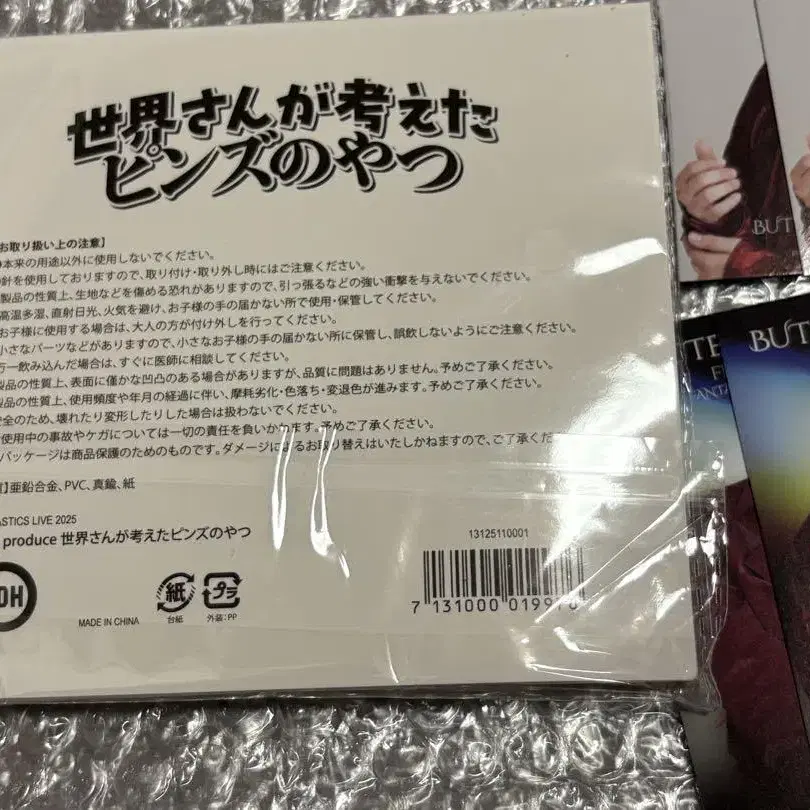 世界さんが考えた
ピンズのやつ
お取り扱い上の注意】
本来の用途以外に使用しないでください。
針を使用しておりますので、取り付け・取り外し時にはご注意ください。
製品の性質上、生地などを傷める恐れがありますので、引っ張るなどの強い衝撃を与えないでください。
高温多湿、直射日光、火気を避け、お子様の手の届かない所で使用・保管してください。
お子様に使用する場合は、大人の方が付け外しを行ってください。
小さなパーツなどがありますので、小さなお子様の手の届かない所に保管し、誤飲しないようにご注意ください。
万一飲み込んだ場合は、すぐに医師に相談してください。
製品の性質上、表面に僅かな凹凸のある場合がありますが、品質に問題はありません。予めご了承ください。
製品の性質上、使用頻度や年月の経過に伴い、摩耗劣化・色落ち・変退色が進みます。予めご了承ください。
安全のため、壊れたり変形したりした場合は扱わないでください。
使用中の事故やケガについては一切の責任を負いかねます。予めご了承ください。
パッケージは商品保護のためのものです。ダメージによるお取り替えはいたしかねますので、ご了承くだ
】亜鉛合金、PVC、真鍮、紙
ASTICS LIVE 2025
produce 世界さんが考えたピンズのやつ
13125110001
7 131000 0199
MADE IN CHINA
紙
台紙
プラ
外装:PP
BUT
BUT
TE
F
ANTA